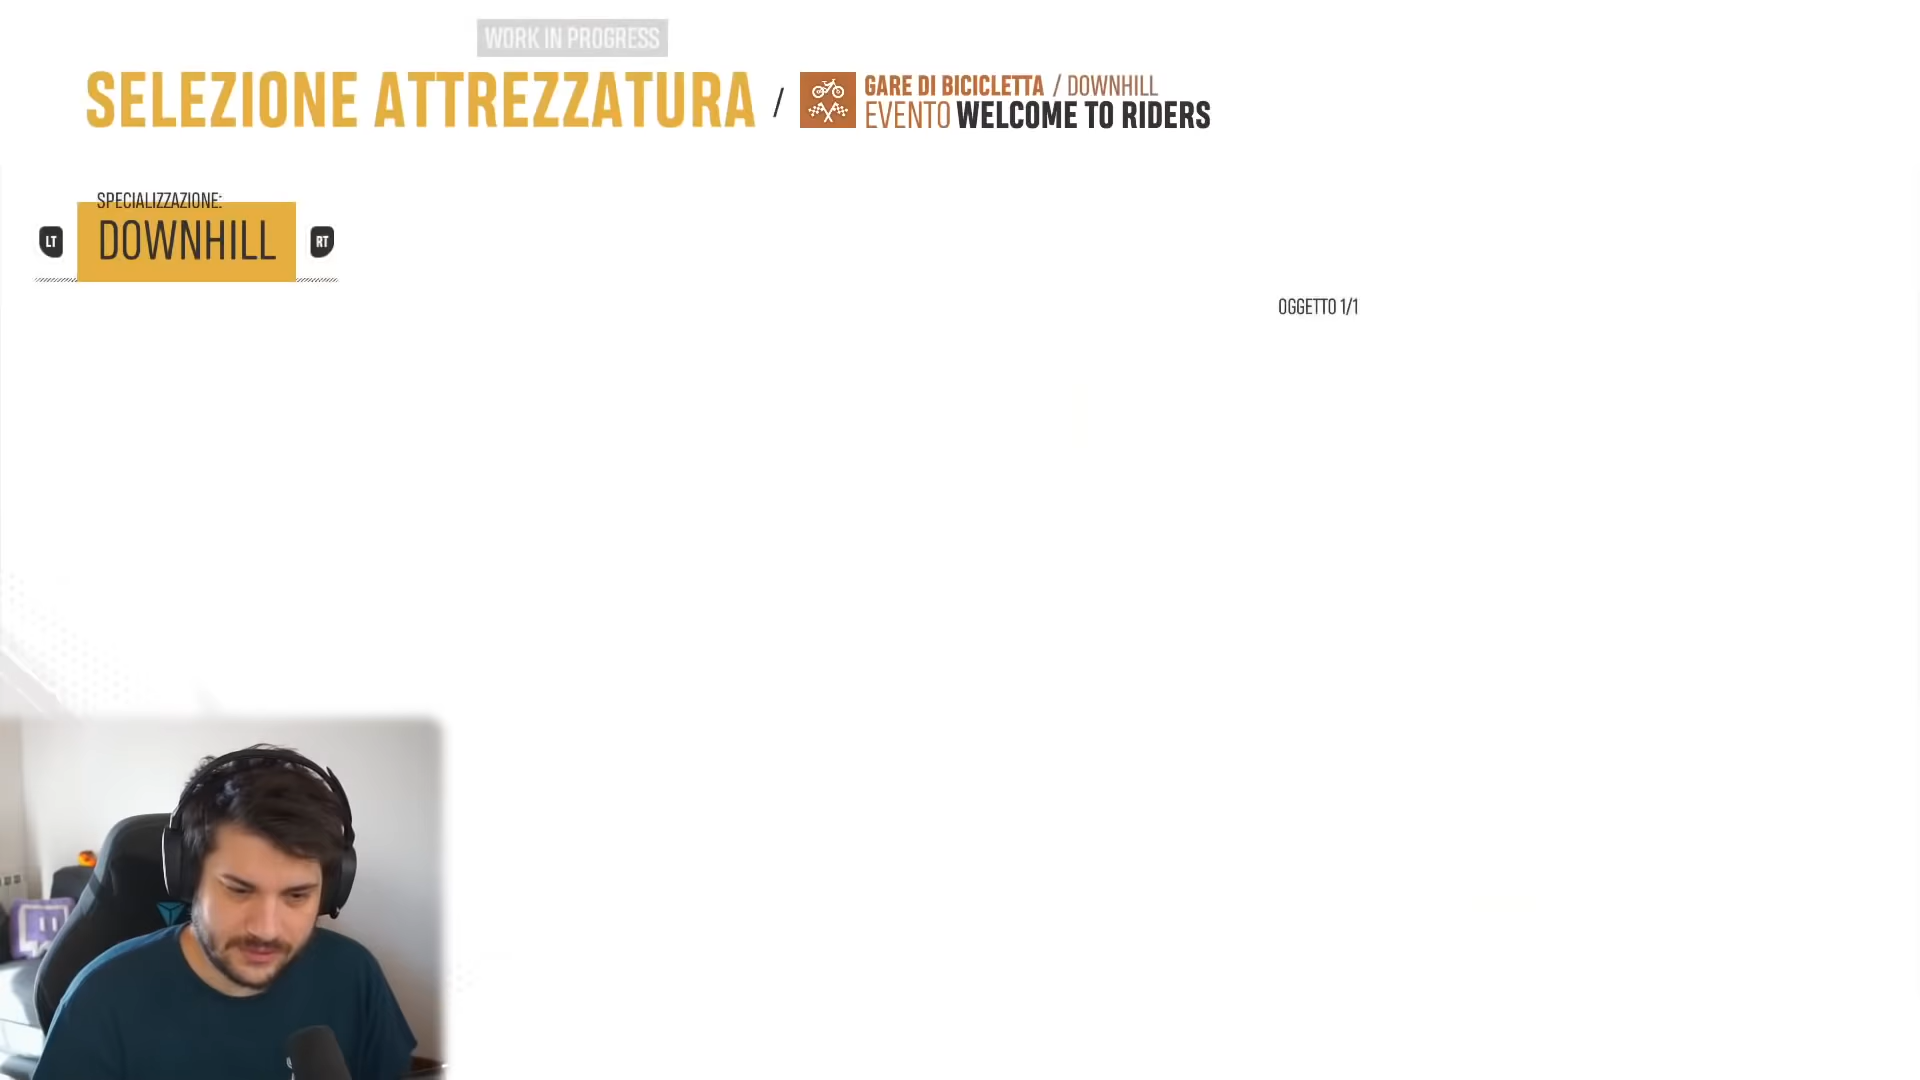 WORK IN PROGRESS
SELEZIONE ATTREZZATURA /
GARE DI BICICLETTA / DOWNHILL
EVENTO WELCOME TO RIDERS
SPECIALIZZAZIONE:
LT DOWNHILL RT
OGGETTO 1/1